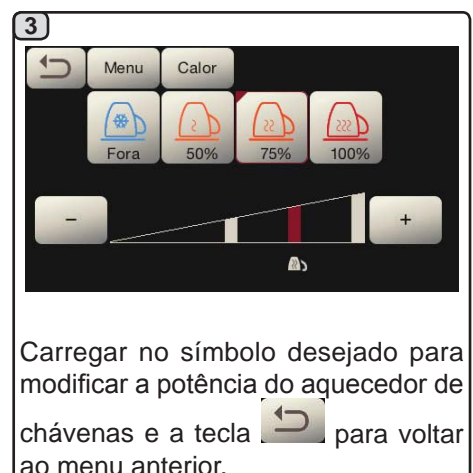 3
Menu Calor
Fora 50% 75% 100%
– +
Carregar no símbolo desejado para
modificar a potência do aquecedor de
chávenas e a tecla para voltar
ao menu anterior.